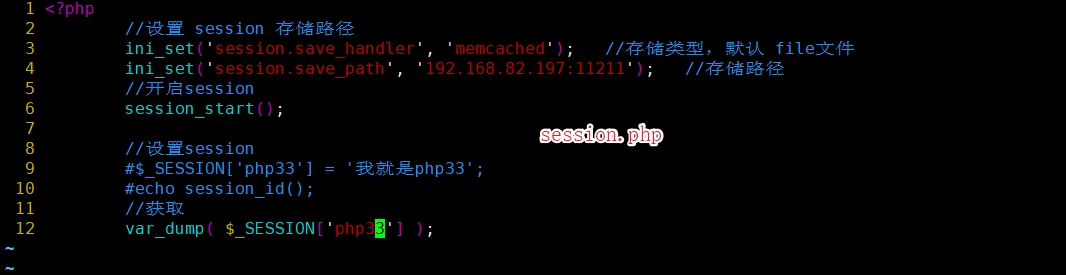 1 <?php
2 //设置 session 存储路径
3 ini_set('session.save_handler', 'memcached'); //存储类型，默认 file文件
4 ini_set('session.save_path', '192.168.82.197:11211'); //存储路径
5 //开启session
6 session_start();
7
session.php
8 //设置session
9 #$_SESSION['php33'] = '我就是php33';
10 #echo session_id();
11 //获取
12 var_dump( $_SESSION['php33'] );
~
~